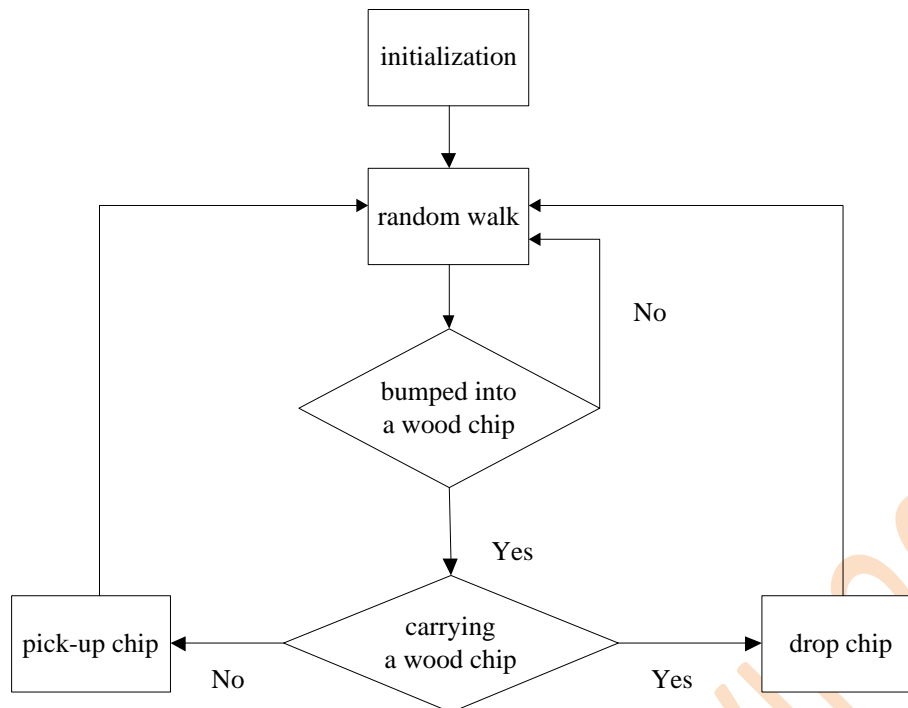 initialization
random walk
No
bumped into
a wood chip
Yes
carrying
a wood chip
pick-up chip
drop chip
No
Yes